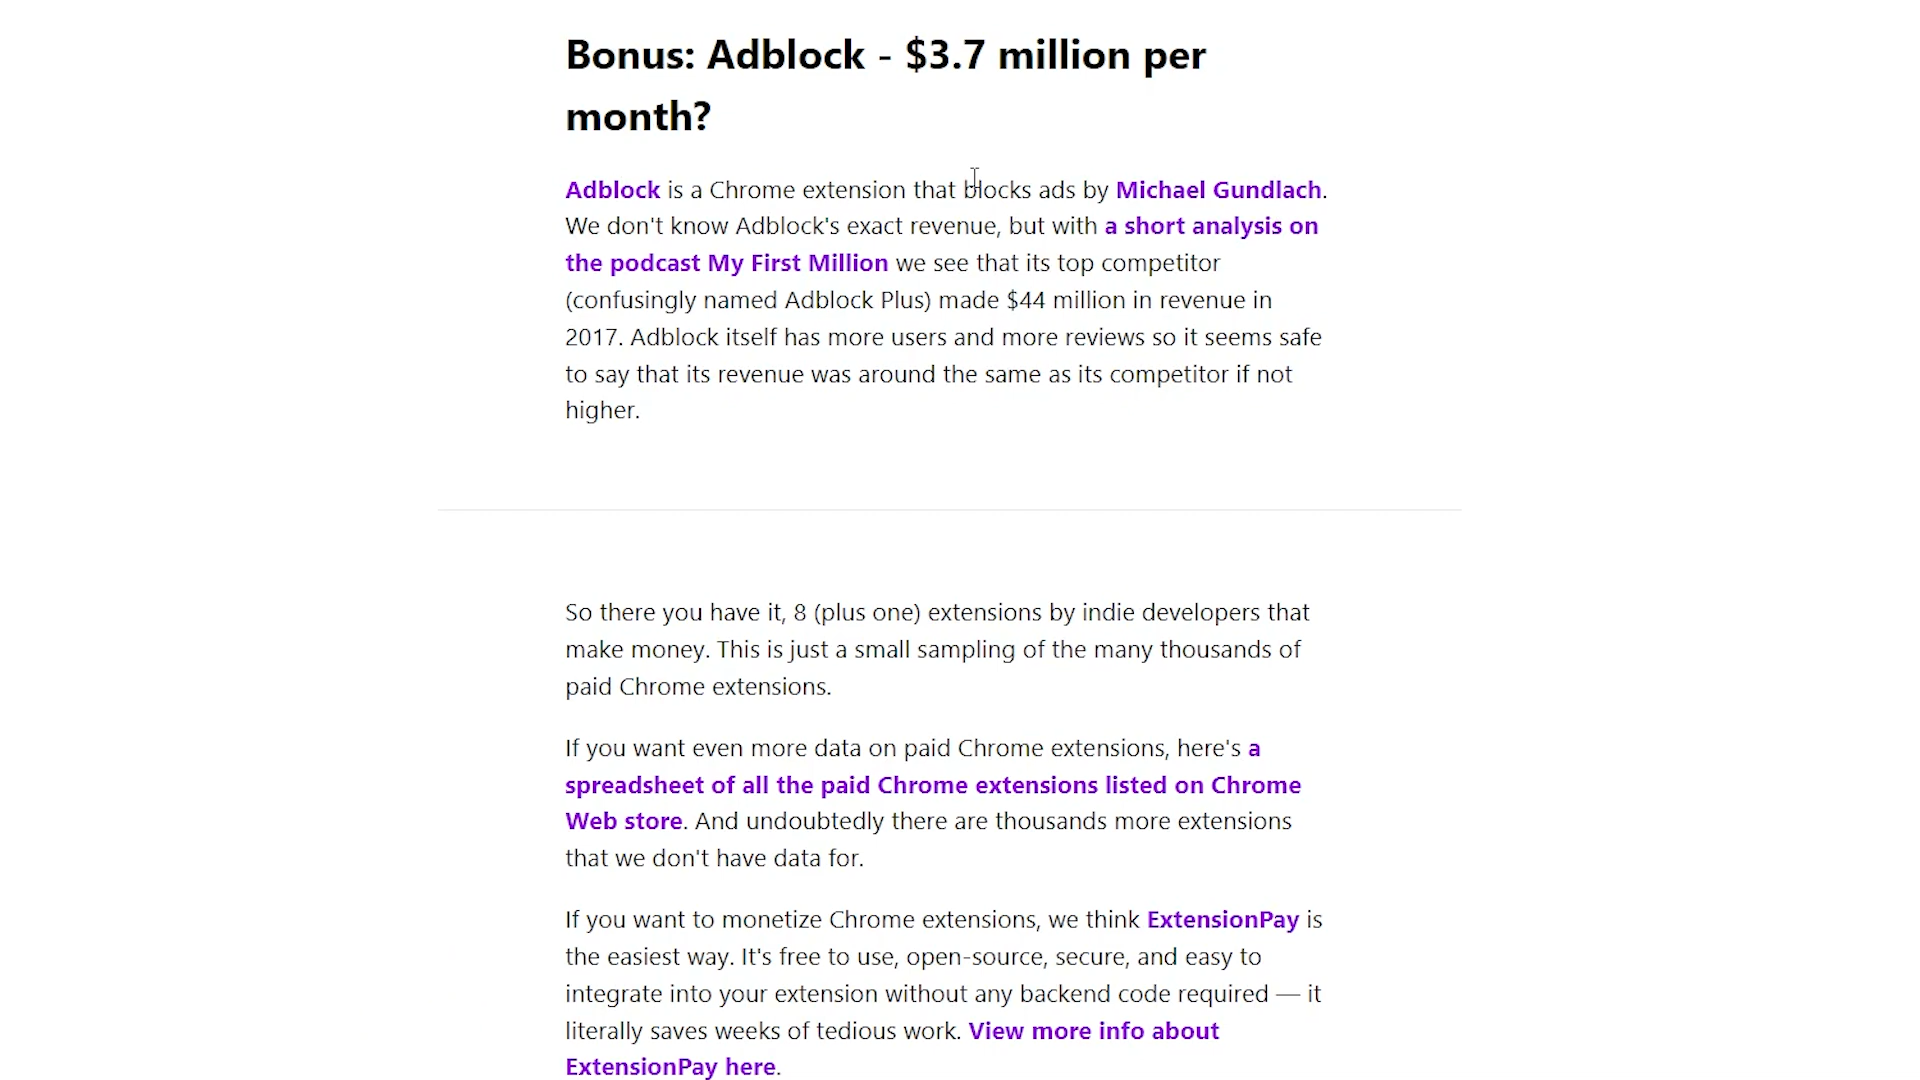 Bonus: Adblock - $3.7 million per
month?
Adblock is a Chrome extension that blocks ads by Michael Gundlach.
We don't know Adblock's exact revenue, but with a short analysis on
the podcast My First Million we see that its top competitor
(confusingly named Adblock Plus) made $44 million in revenue in
2017. Adblock itself has more users and more reviews so it seems safe
to say that its revenue was around the same as its competitor if not
higher.
So there you have it, 8 (plus one) extensions by indie developers that
make money. This is just a small sampling of the many thousands of
paid Chrome extensions.
If you want even more data on paid Chrome extensions, here's a
spreadsheet of all the paid Chrome extensions listed on Chrome
Web store. And undoubtedly there are thousands more extensions
that we don't have data for.
If you want to monetize Chrome extensions, we think ExtensionPay is
the easiest way. It's free to use, open-source, secure, and easy to
integrate into your extension without any backend code required — it
literally saves weeks of tedious work. View more info about
ExtensionPay here.